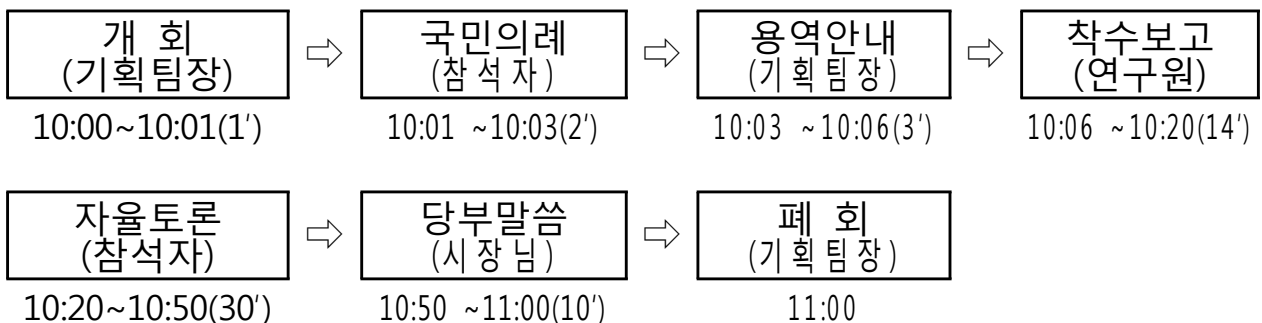 개 회 ⇨ 국민의례 ⇨ 용역안내 ⇨ 착수보고
(기획팀장) (참석자) (기획팀장) (연구원)
10:00~10:01(1′) 10:01 ~10:03(2′) 10:03 ~10:06(3′) 10:06 ~10:20(14′)
자율토론 ⇨ 당부말씀 ⇨ 폐 회
(참석자) (시장님) (기획팀장)
10:20~10:50(30′) 10:50 ~11:00(10′) 11:00